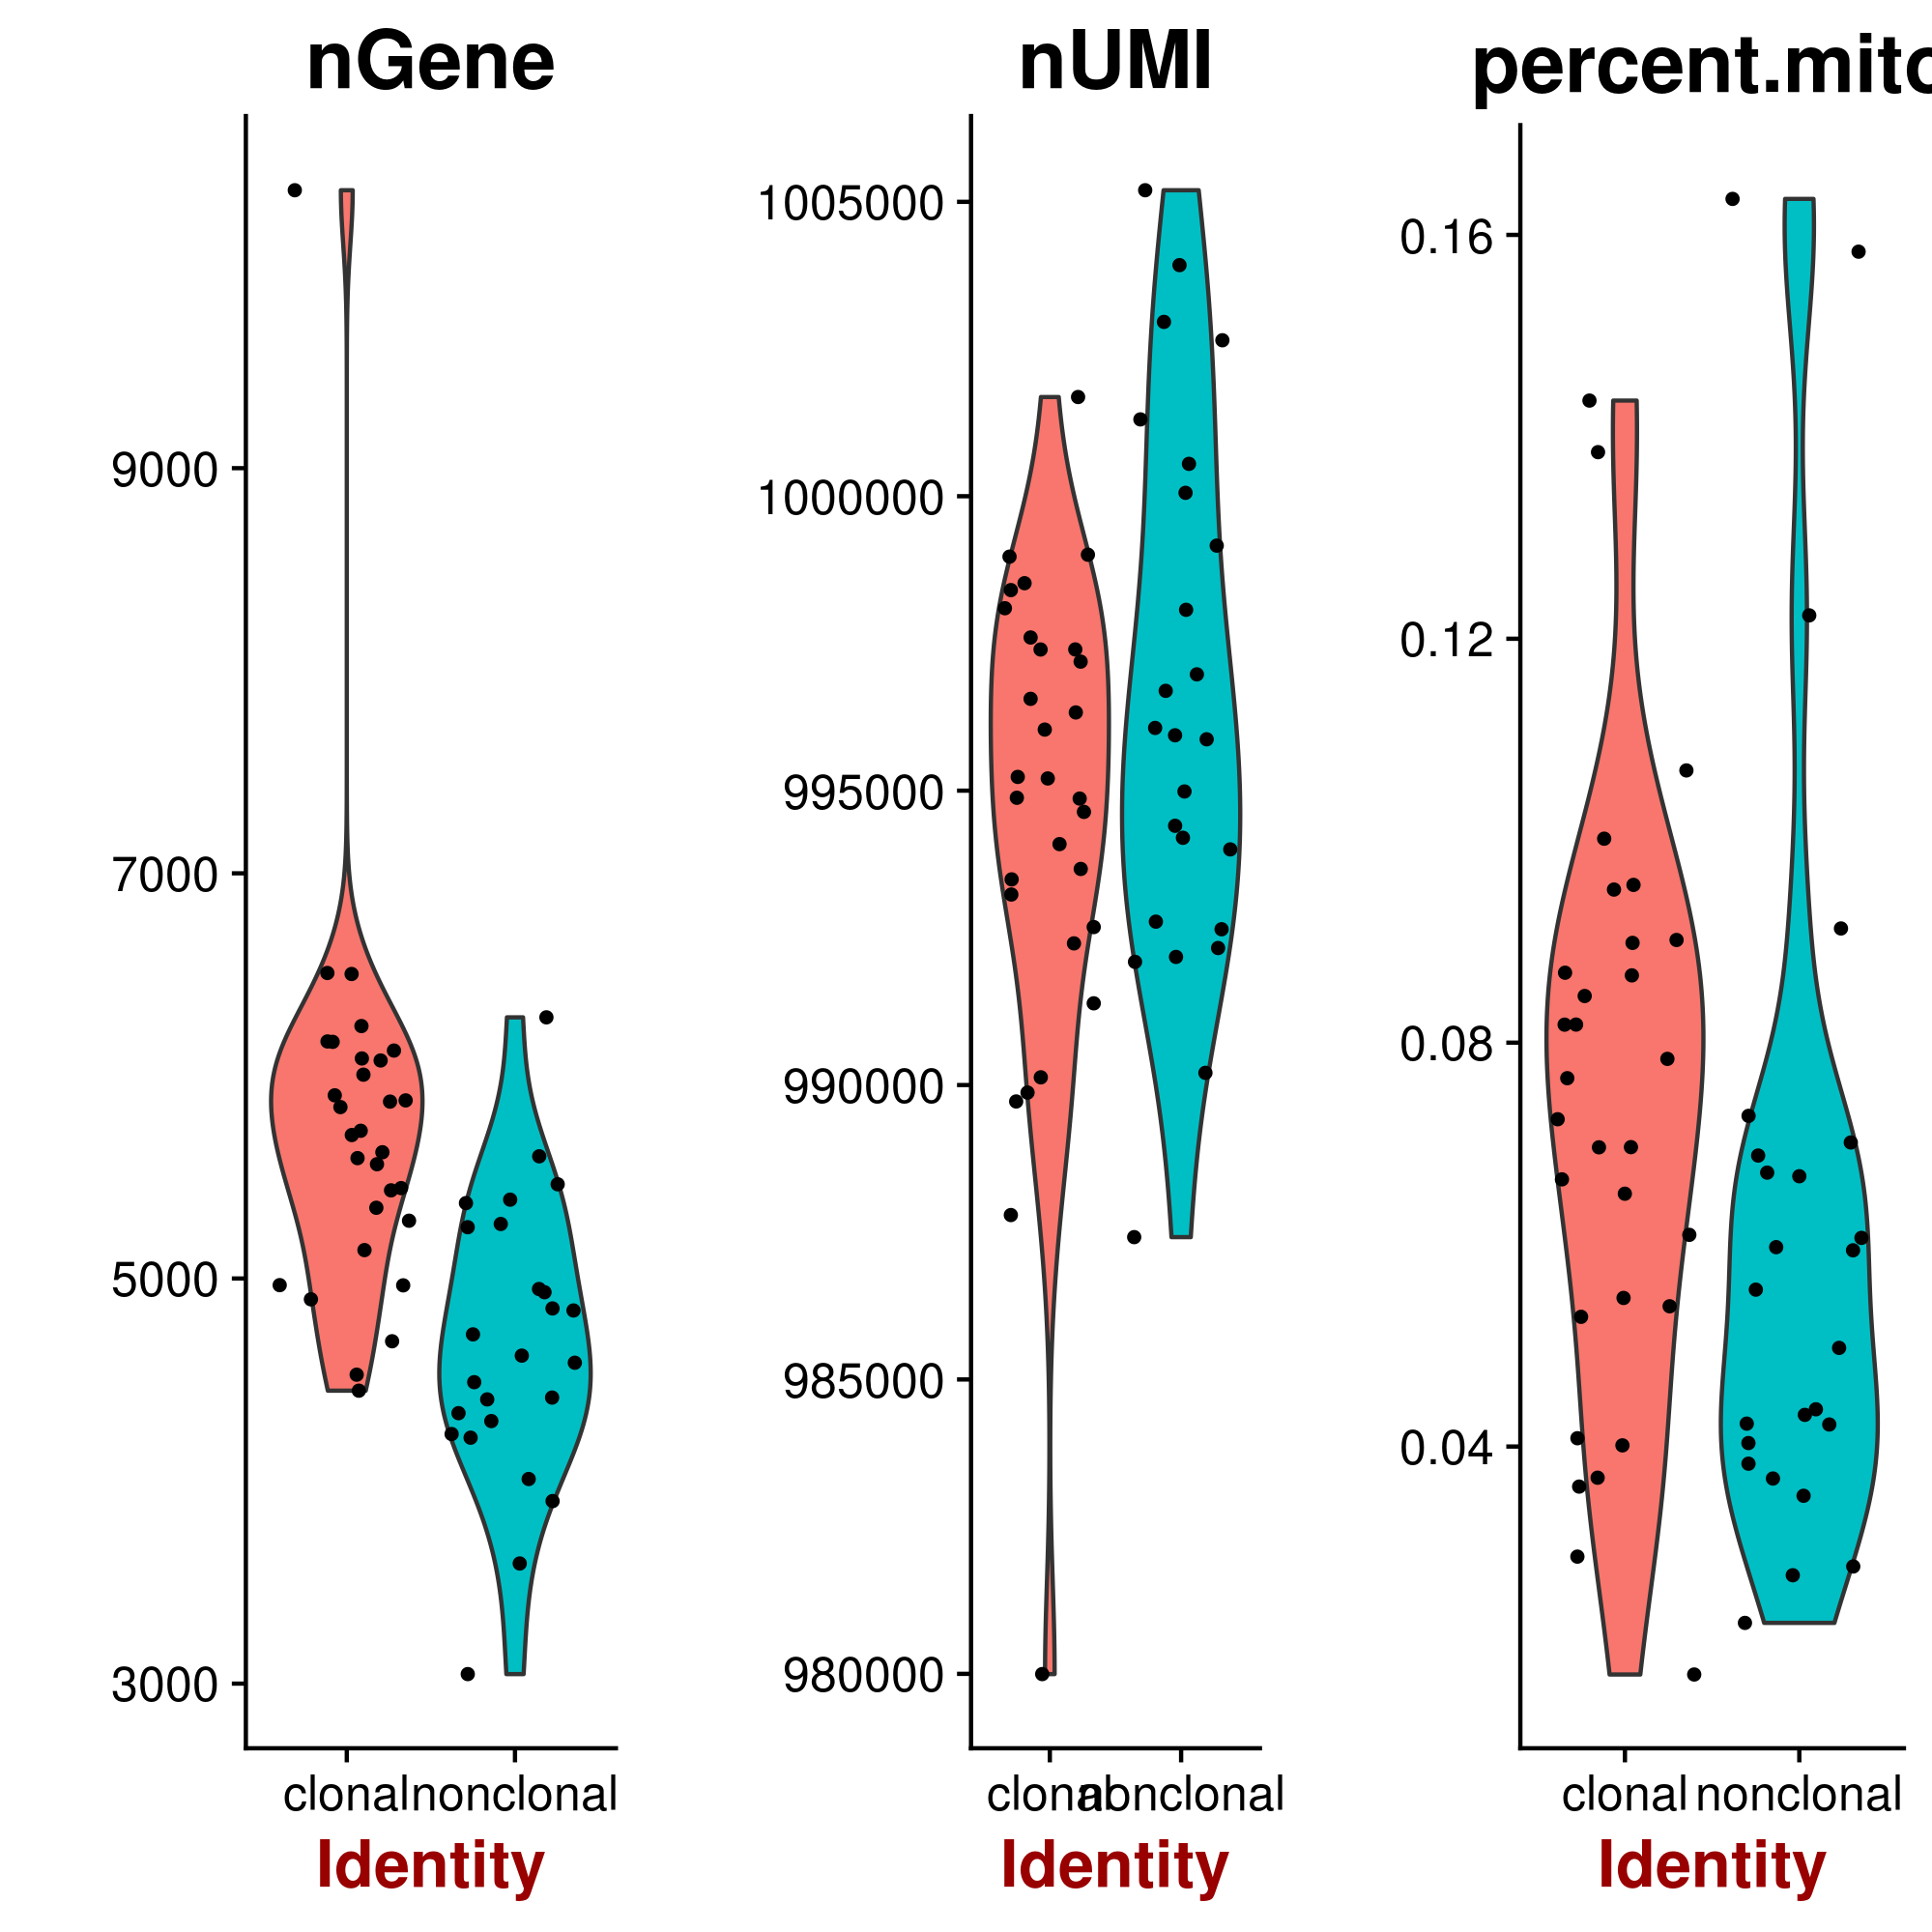 nGene
9000
7000
5000
3000
clonal
nonclonal
Identity
nUMI
1005000
1000000
995000
990000
985000
980000
clonal
nonclonal
Identity
percent.mito
0.16
0.12
0.08
0.04
clonal
nonclonal
Identity